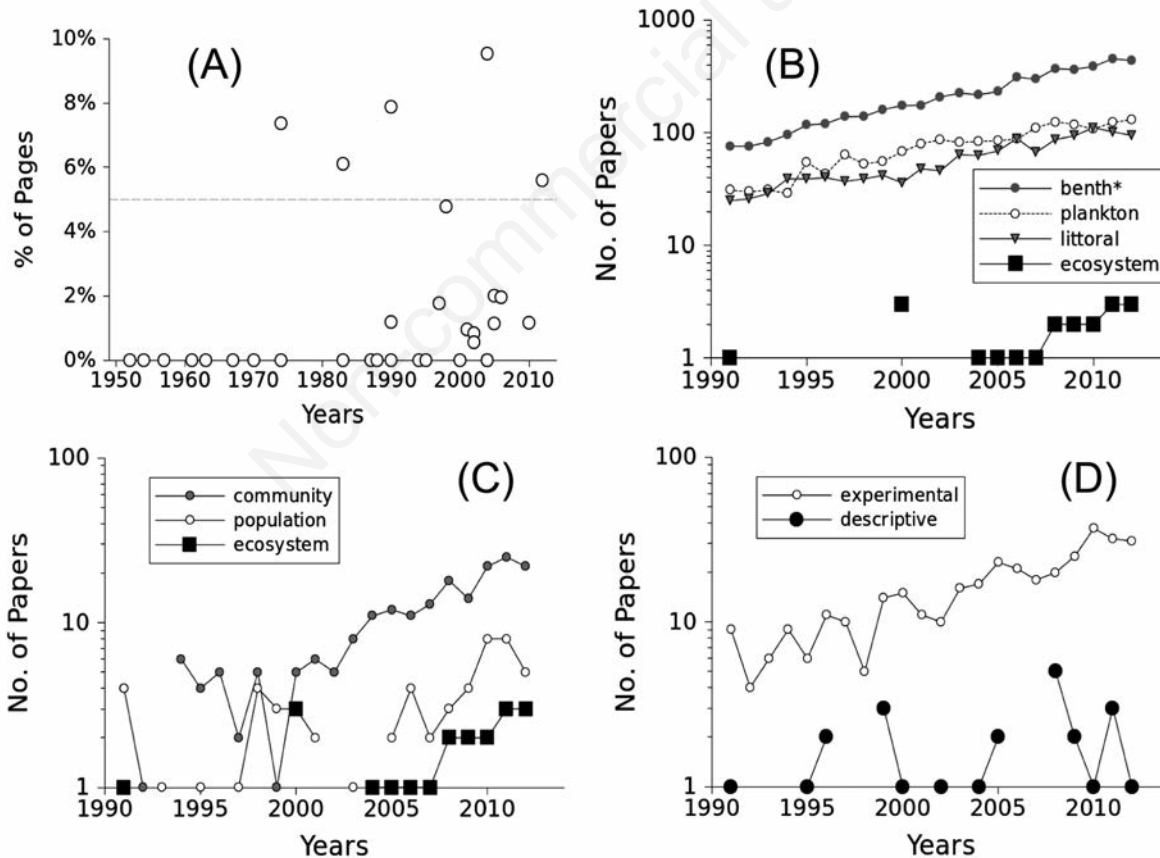 Non-commercial
(A)
10%
8%
6%
4%
2%
0%
% of Pages
1950 1960 1970 1980 1990 2000 2010
Years
(B)
1000
100
10
1
No. of Papers
benth*
plankton
littoral
ecosystem
1990 1995 2000 2005 2010
Years
(C)
100
10
1
No. of Papers
community
population
ecosystem
1990 1995 2000 2005 2010
Years
(D)
100
10
1
No. of Papers
experimental
descriptive
1990 1995 2000 2005 2010
Years